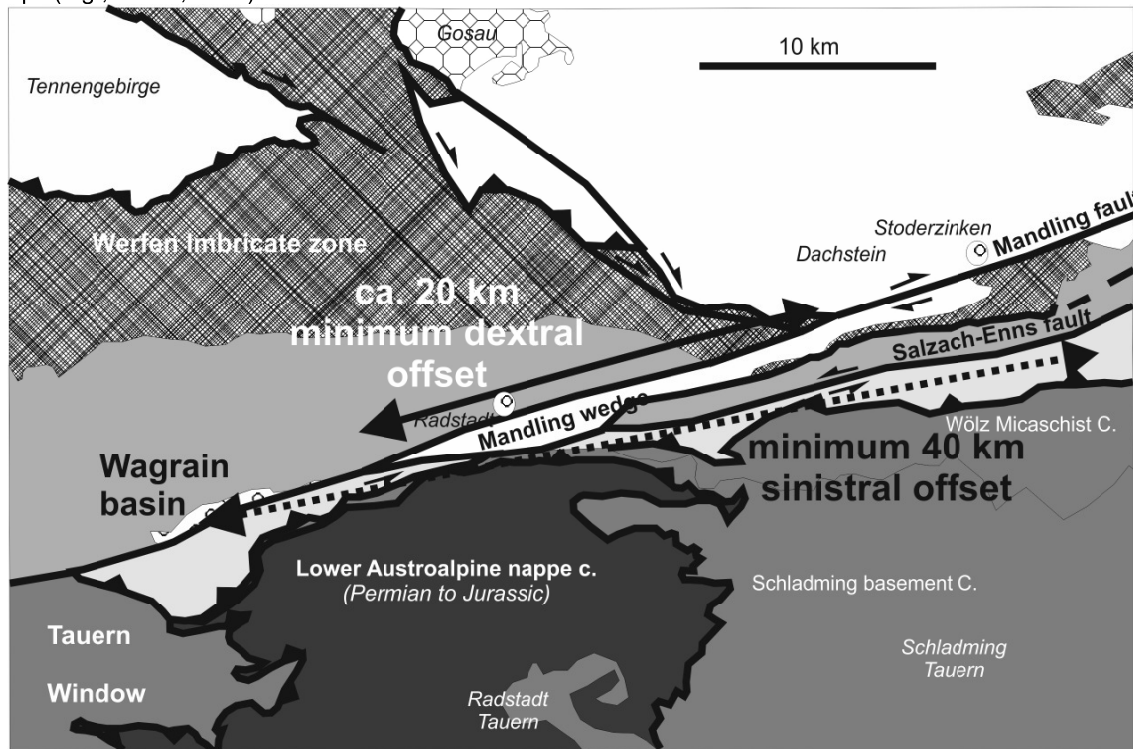 Gosau
10 km
Tennengebirge
Stoderzinken
Mandling fault
Dachstein
Werfen Imbricate zone
ca. 20 km
minimum dextral
offset
Salzach-Enns fault
Radstadt
Mandling wedge
Wölz Micaschist C.
Wagrain
basin
minimum 40 km
sinistral offset
Lower Austroalpine nappe c.
(Permian to Jurassic)
Schladming basement C.
Tauern
Window
Schladming
Tauern
Radstadt
Tauern